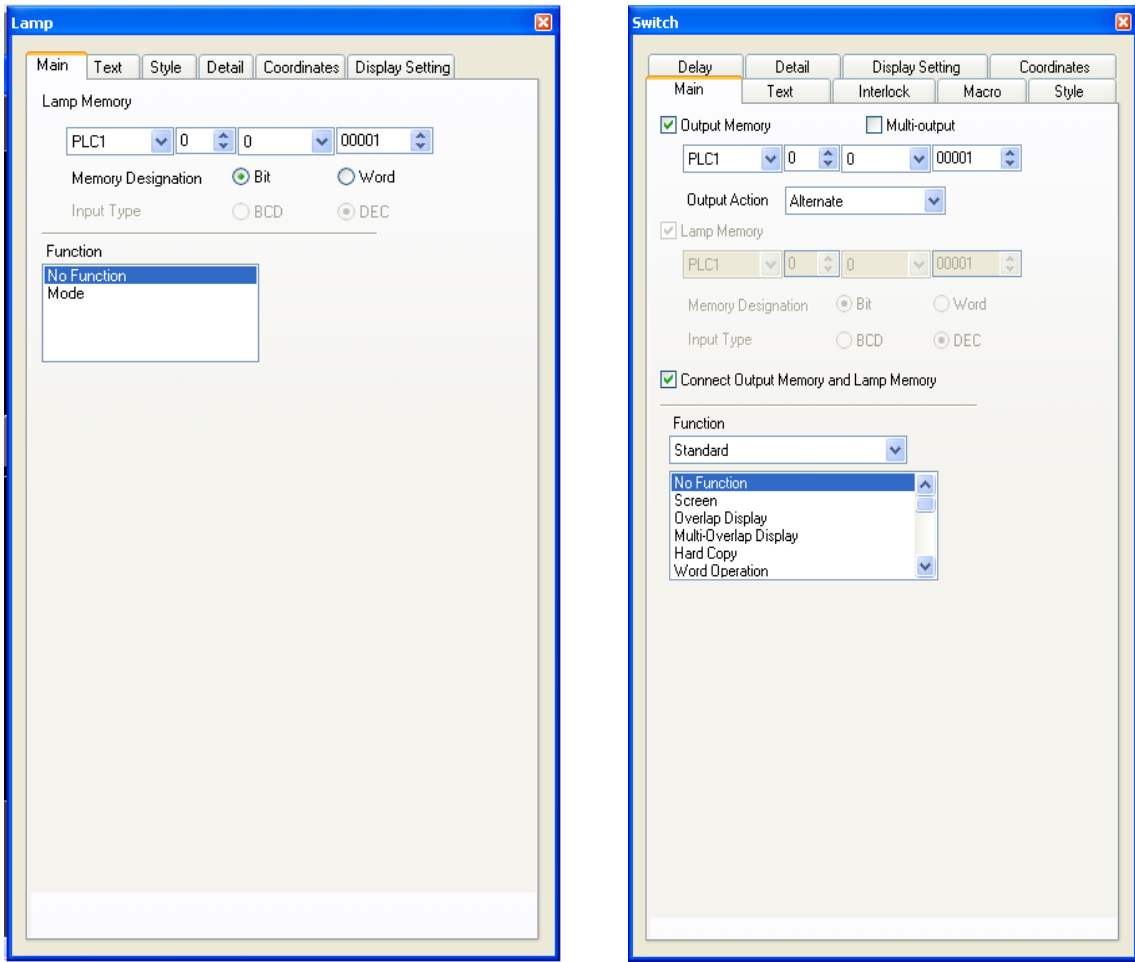 Lamp
Main Text Style Detail Coordinates Display Setting
Lamp Memory
PLC1 0 0 00001
Memory Designation Bit Word
Input Type BCD DEC
Function
No Function
Mode
Switch
Delay Detail Display Setting Coordinates
Main Text Interlock Macro Style
Output Memory Multi-output
PLC1 0 0 00001
Output Action Alternate
Lamp Memory
PLC1 0 0 00001
Memory Designation Bit Word
Input Type BCD DEC
Connect Output Memory and Lamp Memory
Function
Standard
No Function
Screen
Overlap Display
Multi-Overlap Display
Hard Copy
Word Operation